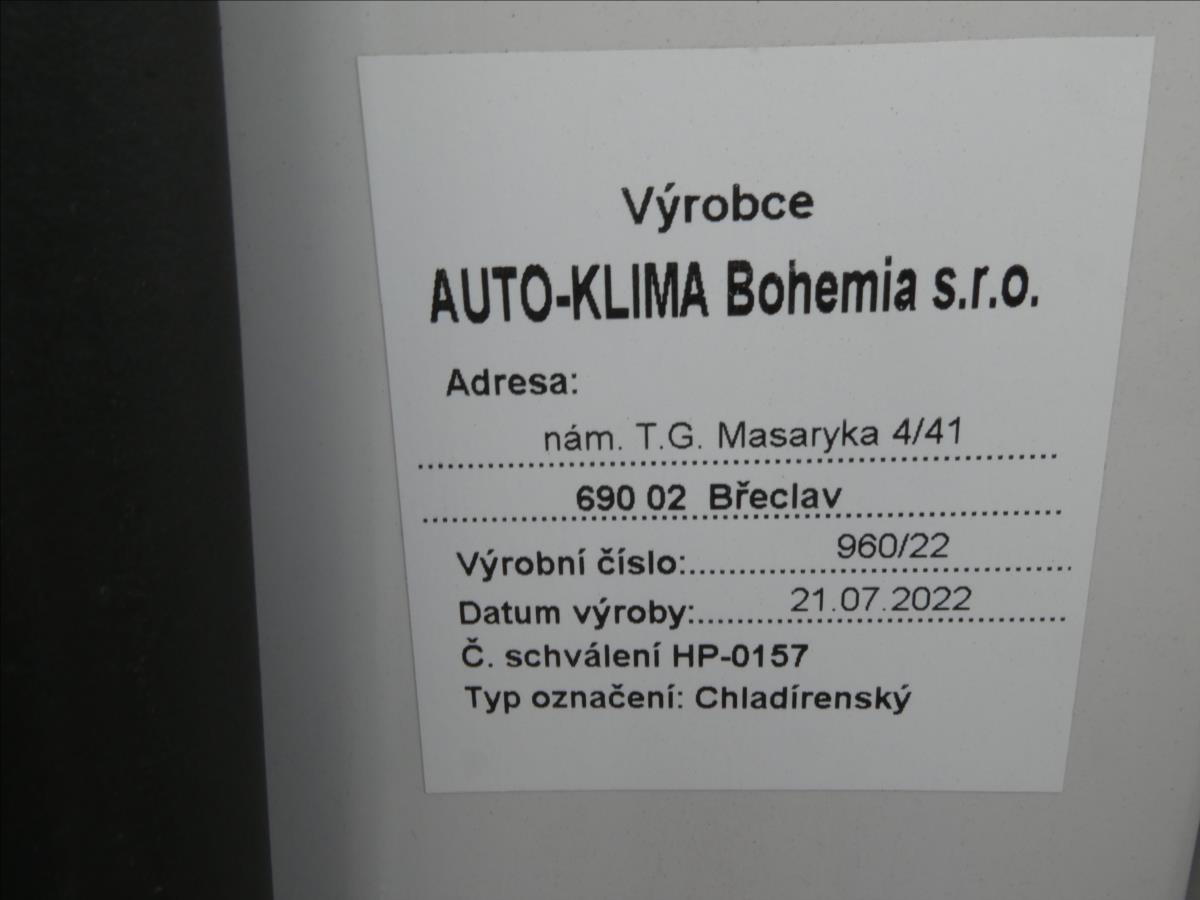 Výrobce
AUTO-KLIMA Bohemia s.r.o.
Adresa:
nám. T.G. Masaryka 4/41
690 02 Břeclav
Výrobní číslo:..........960/22
Datum výroby:..........21.07.2022
Č. schválení HP-0157
Typ označení: Chladírenský